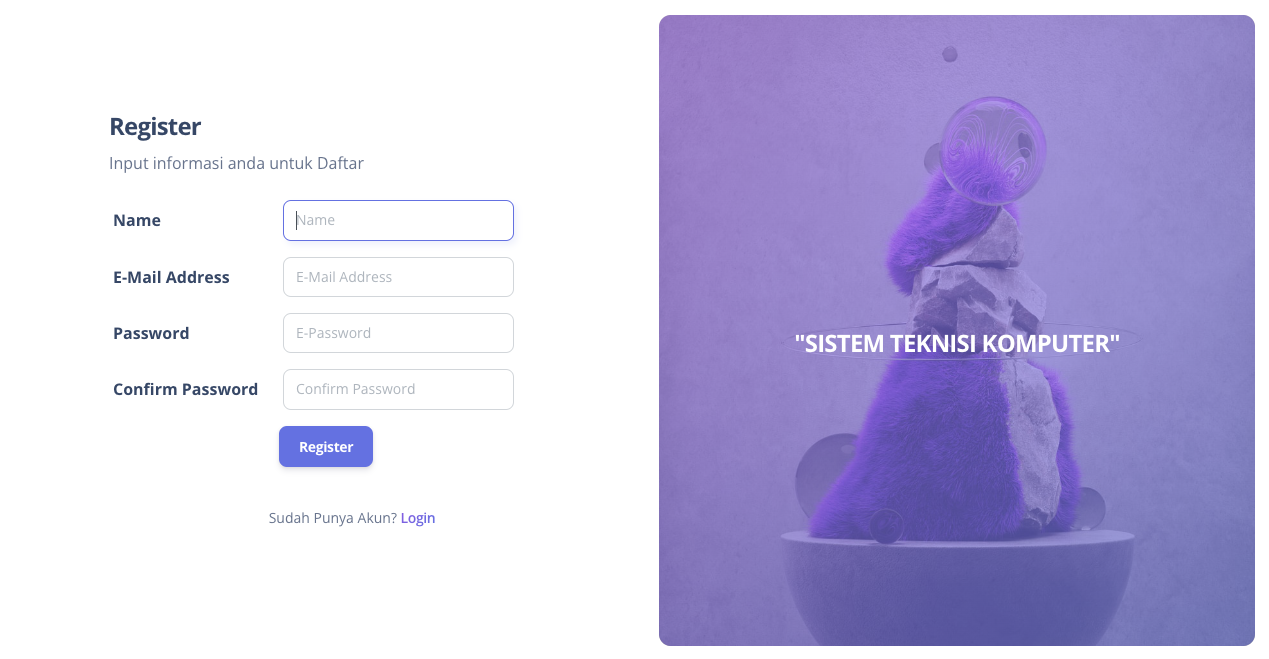 Register
Input informasi anda untuk Daftar
Name
Name
E-Mail Address
E-Mail Address
Password
E-Password
Confirm Password
Confirm Password
Register
Sudah Punya Akun? Login
"SISTEM TEKNISI KOMPUTER"